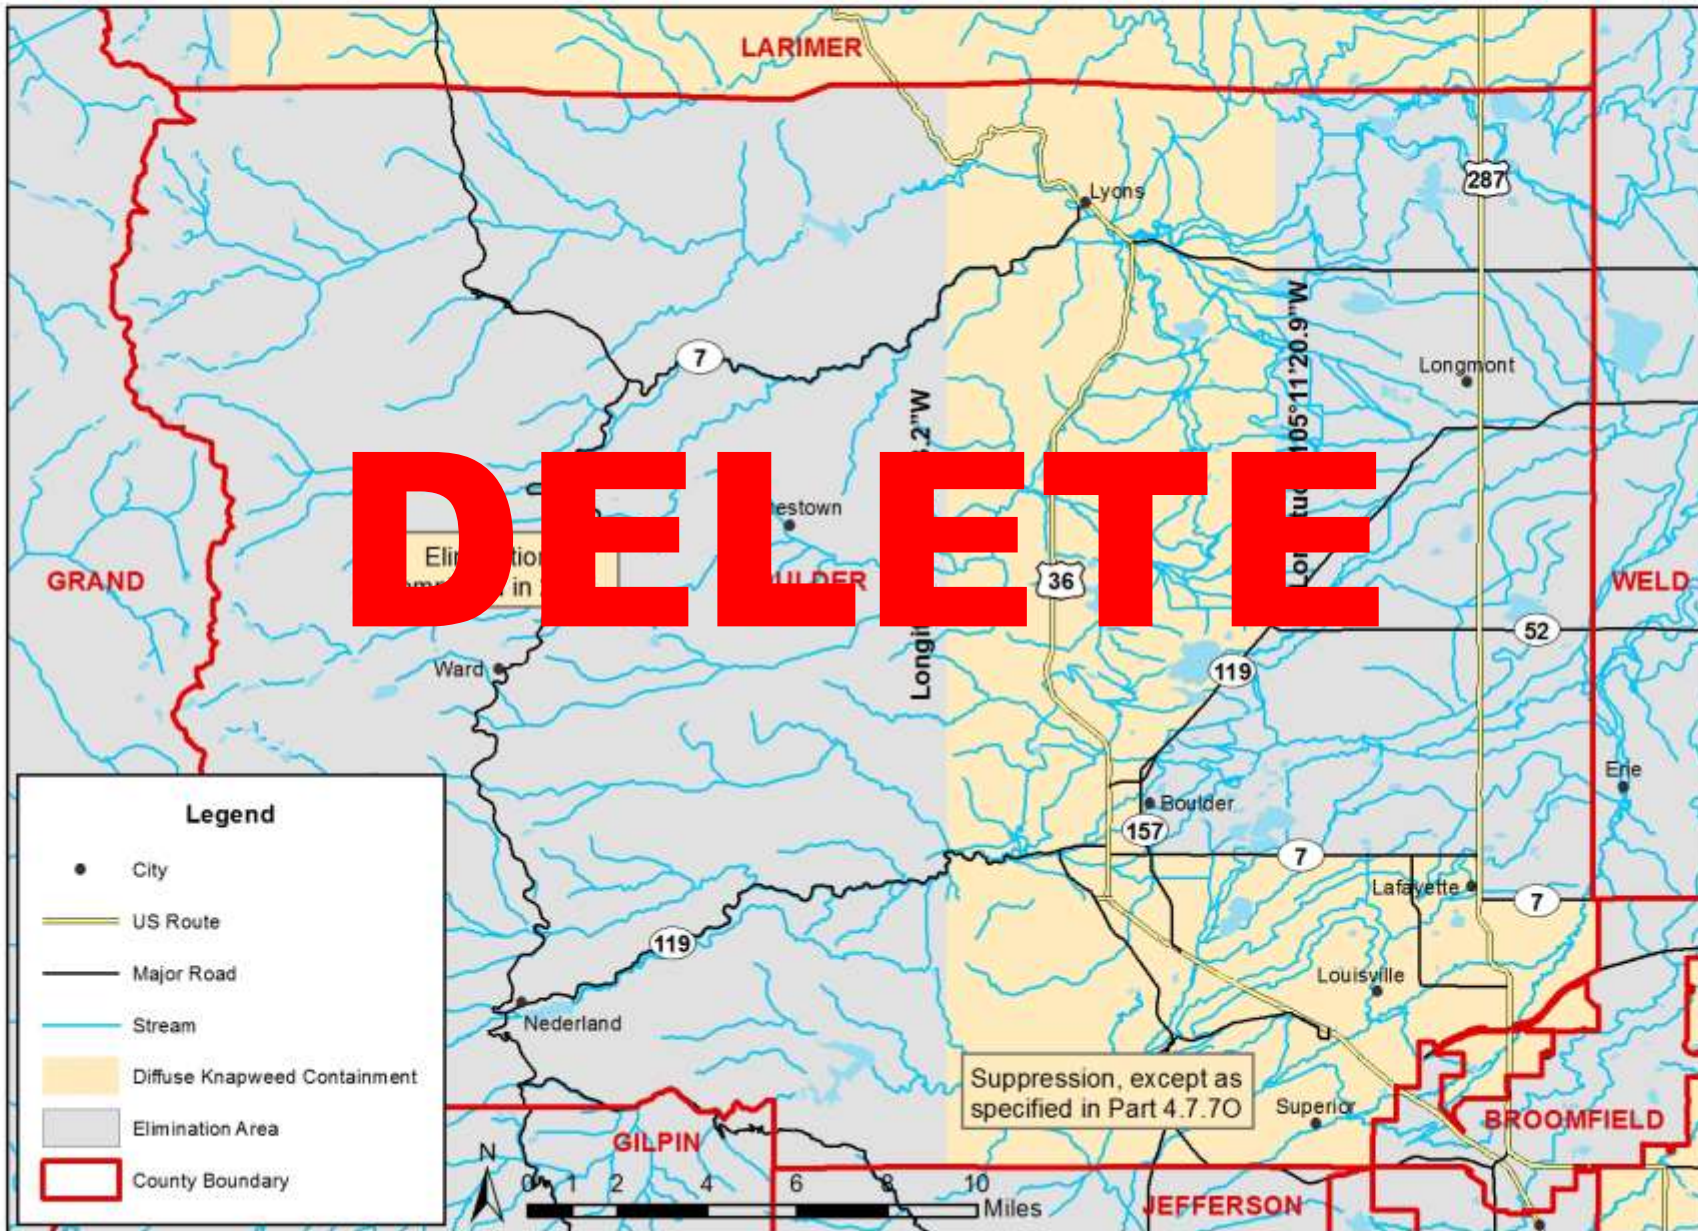 LARIMER
287
Lyons
105°11'20.9"W
7
Longmont
DELETE
GRAND
36
WELD
52
Ward
119
Erie
Boulder
157
7
Lafayette
7
119
Louisville
Nederland
Suppression, except as
specified in Part 4.7.7O
Superior
BROOMFIELD
GILPIN
JEFFERSON
Legend
City
US Route
Major Road
Stream
Diffuse Knapweed Containment
Elimination Area
County Boundary
N
0 1 2 4 6 8 10
Miles